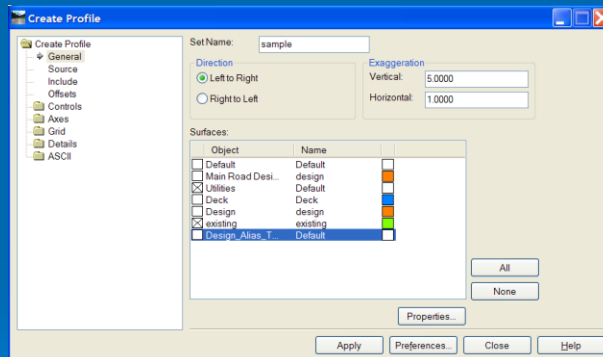 Create Profile
Create Profile
General
Source
Include
Offsets
Controls
Axes
Grid
Details
ASCII
Set Name: sample
Direction
Left to Right
Right to Left
Exaggeration
Vertical: 5.0000
Horizontal: 1.0000
Surfaces:
Object Name
Default Default
Main Road Desi... design
Utilities Default
Deck Deck
Design design
existing existing
Design_Alias_T... Default
All
None
Properties...
Apply Preferences... Close Help